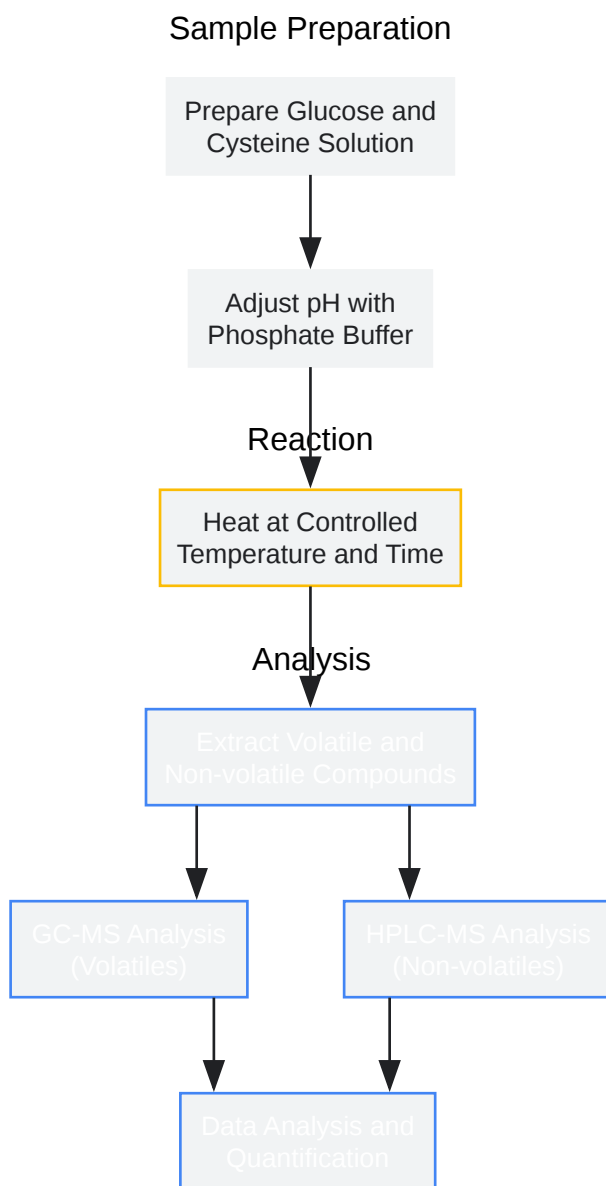 Sample Preparation
Prepare Glucose and
Cysteine Solution
Adjust pH with
Phosphate Buffer
Reaction
Heat at Controlled
Temperature and Time
Analysis
Extract Volatile and
Non-volatile Compounds
GC-MS Analysis
(Volatiles)
HPLC-MS Analysis
(Non-volatiles)
Data Analysis and
Quantification